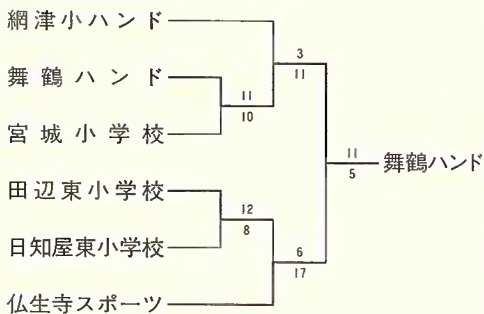 網津小ハンド
舞鶴ハンド
宮城小学校
田辺東小学校
日知屋東小学校
仏生寺スポーツ
11
10
12
8
3
11
6
17
11
5
舞鶴ハンド